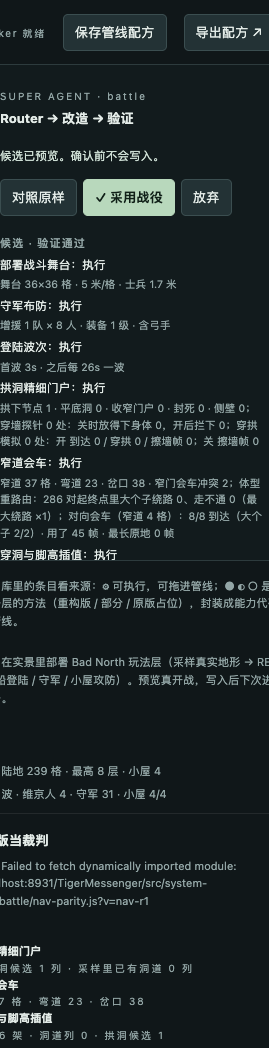 ker 就绪
保存管线配方
导出配方 ↗
SUPER AGENT · battle
Router → 改造 → 验证
候选已预览。确认前不会写入。
对照原样
✓ 采用战役
放弃
候选 · 验证通过
部署战斗舞台：执行
舞台 36×36 格 · 5 米/格 · 士兵 1.7 米
守军布防：执行
增援 1 队 × 8 人 · 装备 1 级 · 含弓手
登陆波次：执行
首波 3s · 之后每 26s 一波
拱洞精细门户：执行
拱下节点 1 · 平底洞 0 · 收窄门户 0 · 封死 0 · 侧壁 0；
穿墙探针 0 处：关时放得下身体 0，开后拦下 0；穿拱
模拟 0 处：开 到达 0 / 穿拱 0 / 擦墙帧 0；关 擦墙帧 0
窄道会车：执行
窄道 37 格 · 弯道 23 · 岔口 38 · 窄门会车冲突 2；体型
重路由：286 对起终点里大个子绕路 0、走不通 0（最
大绕路 ×1）；对向会车（窄道 4 格）：8/8 到达（大个
子 2/2）· 用了 45 帧 · 最长原地 0 帧
穿洞与脚高插值：执行
库里的条目看来源：⚙ 可执行，可拖进管线；● ◐ ○ 是
层的方法（重构版 / 部分 / 原版占位），封装成能力代
线。
在实景里部署 Bad North 玩法层（采样真实地形 → RE
船登陆 / 守军 / 小屋攻防）。预览真开战，写入后下次进
。
陆地 239 格 · 最高 8 层 · 小屋 4
波 · 维京人 4 · 守军 31 · 小屋 4/4
版当裁判
Failed to fetch dynamically imported module:
lhost:8931/TigerMessenger/src/system-
battle/nav-parity.js?v=nav-r1
精细门户
洞候选 1 列 · 采样里已有洞道 0 列
会车
7 格 · 弯道 23 · 岔口 38
与脚高插值
6 架 · 洞道列 0 · 拱洞候选 1